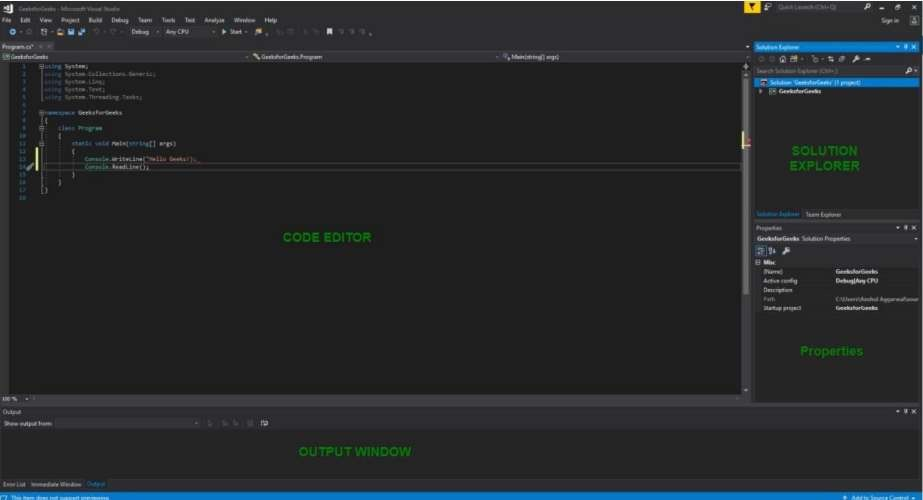 GeeksforGeeks - Microsoft Visual Studio
Quick Launch (Ctrl+Q)
File Edit View Project Build Debug Team Tools Test Analyze Window Help
Sign in
Debug Any CPU Start
Program.cs*
GeeksforGeeks GeeksforGeeks.Program Main(string[] args)
1 using System;
2 using System.Collections.Generic;
3 using System.Linq;
4 using System.Text;
5 using System.Threading.Tasks;
6
7 namespace GeeksforGeeks
8 {
9 class Program
10 {
11 static void Main(string[] args)
12 {
13 Console.WriteLine("Hello Geeks!);
14 Console.ReadLine();
15 }
16 }
17 }
18
CODE EDITOR
100 %
Solution Explorer
Search Solution Explorer (Ctrl+;)
Solution 'GeeksforGeeks' (1 project)
GeeksforGeeks
SOLUTION
EXPLORER
Solution Explorer Team Explorer
Properties
GeeksforGeeks Solution Properties
Misc
(Name) GeeksforGeeks
Active config Debug|Any CPU
Description
Path C:\Users\Anshul Aggarwal\sour
Startup project GeeksforGeeks
Properties
Output
Show output from:
OUTPUT WINDOW
Error List Immediate Window Output
This item does not support previewing
Add to Source Control